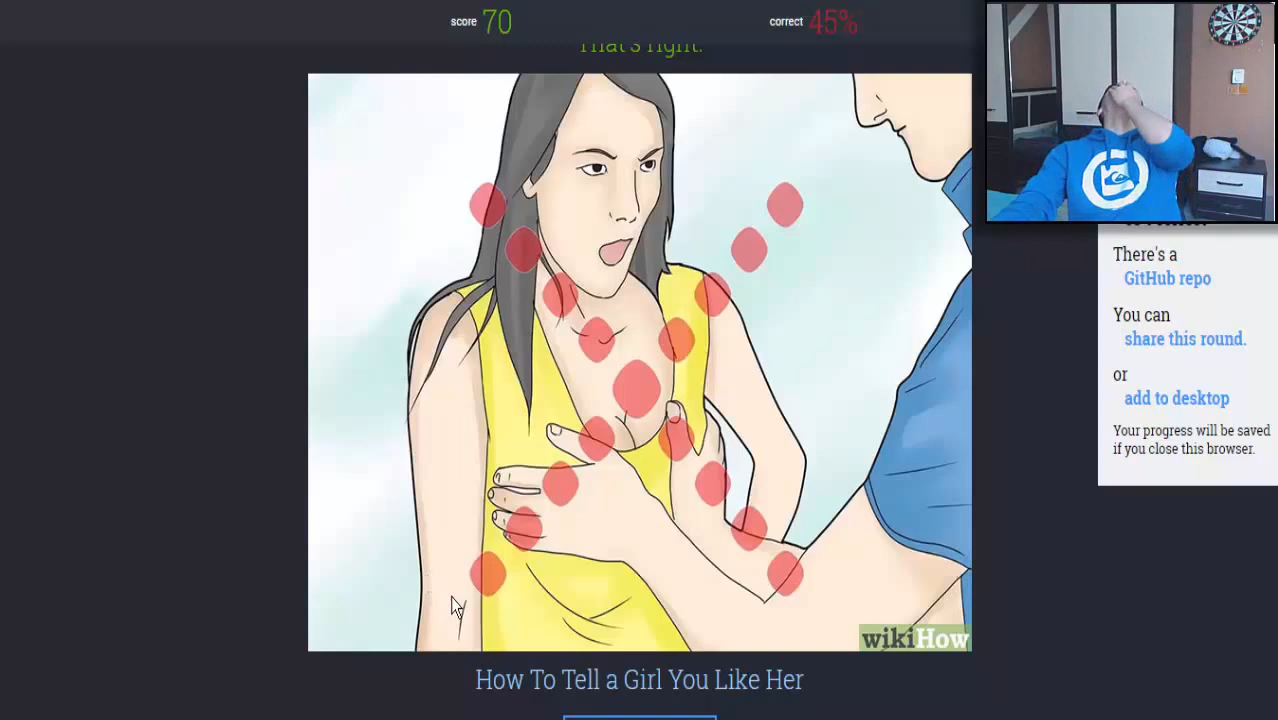 score 70
correct 45%
That's right.
There's a
GitHub repo
You can
share this round.
or
add to desktop
Your progress will be saved
if you close this browser.
wikiHow
How To Tell a Girl You Like Her